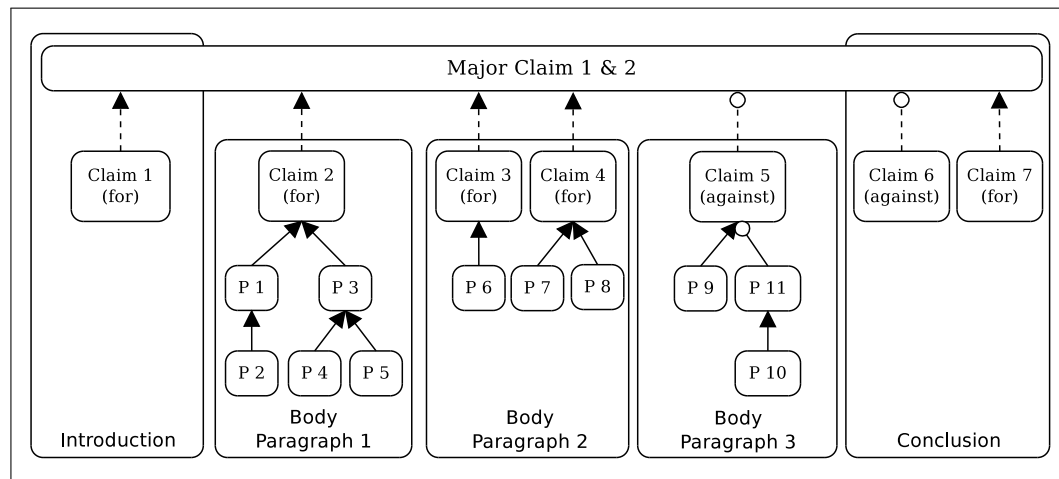 Major Claim 1 & 2
Claim 1
(for)
Claim 2
(for)
Claim 3
(for)
Claim 4
(for)
Claim 5
(against)
Claim 6
(against)
Claim 7
(for)
P 1
P 3
P 6
P 7
P 8
P 9
P 11
P 2
P 4
P 5
P 10
Introduction
Body
Paragraph 1
Body
Paragraph 2
Body
Paragraph 3
Conclusion